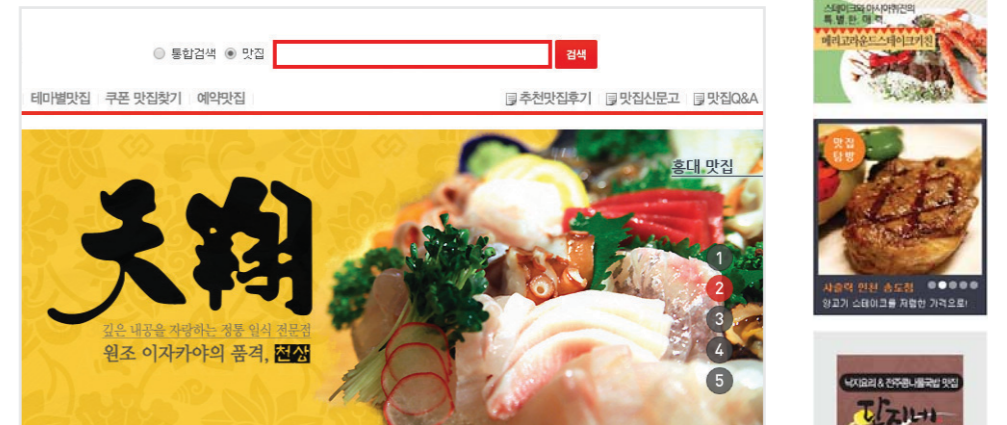 통합검색 맛집 검색
테마별맛집 쿠폰 맛집찾기 예약맛집 추천맛집후기 맛집신문고 맛집Q&A
홍대 맛집
天翔
깊은 내공을 자랑하는 정통 일식 전문점
원조 이자카야의 품격, 천상
1
2
3
4
5
스테이크와 아시아퀴진의
특.별.한. 매.력.
메리고라운드스테이크키친
맛집
탐방
샤슬릭 인천 송도점
양고기 스테이크를 저렴한 가격으로!
낙지요리 & 전주콩나물국밥 맛집